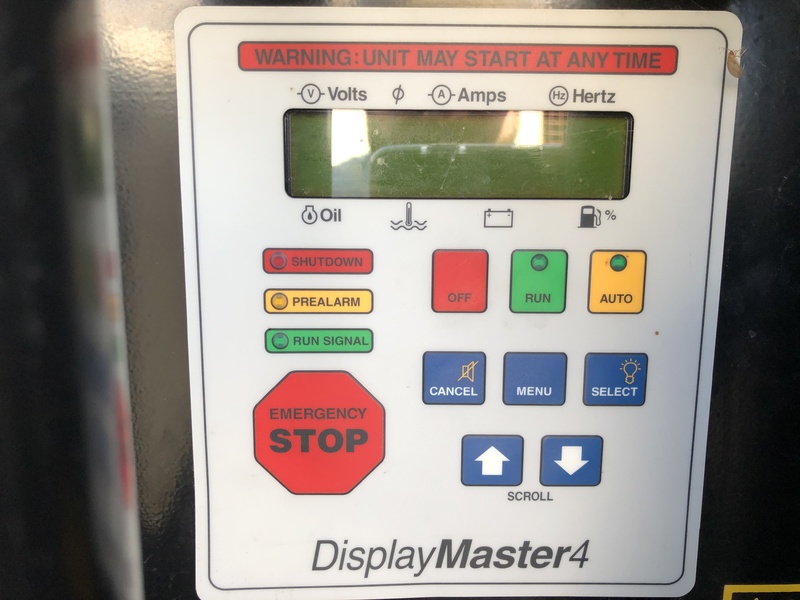 WARNING: UNIT MAY START AT ANY TIME
V Volts ϕ A Amps Hz Hertz
Oil %
SHUTDOWN
PREALARM
RUN SIGNAL
OFF RUN AUTO
CANCEL MENU SELECT
EMERGENCY
STOP
SCROLL
DisplayMaster4